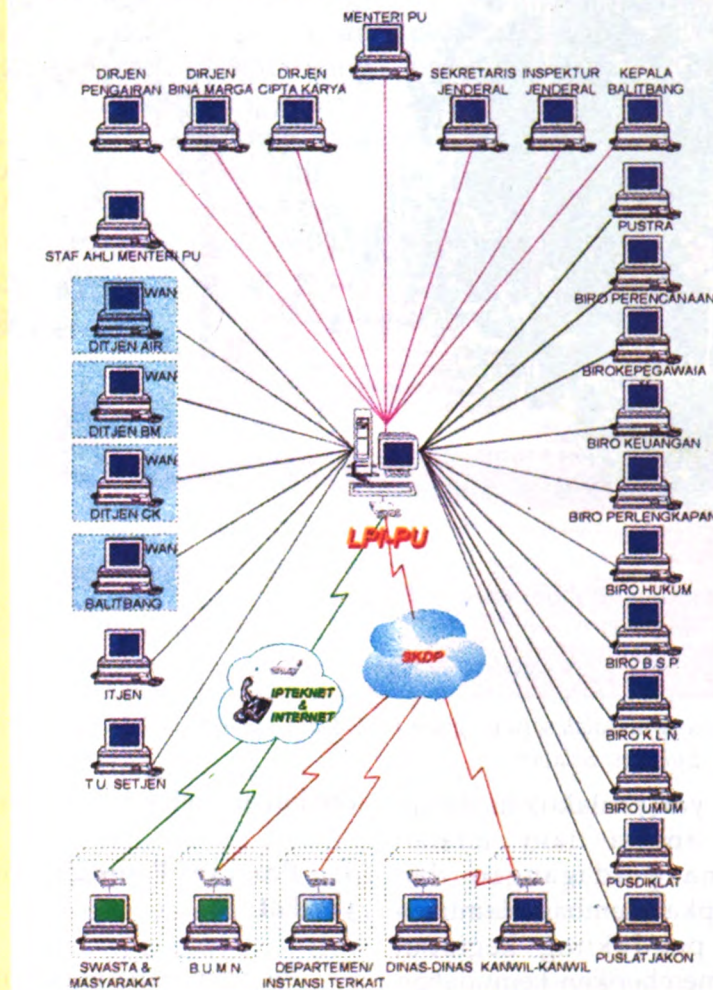 MENTERI PU
DIRJEN PENGAIRAN
DIRJEN BINA MARGA
DIRJEN CIPTA KARYA
SEKRETARIS JENDERAL
INSPEKTUR JENDERAL
KEPALA BALITBANG
STAF AHLI MENTERI PU
WAN
DITJEN AIR
WAN
DITJEN BM
WAN
DITJEN CK
WAN
BALITBANG
ITJEN
T.U. SETJEN
PUSTRA
BIRO PERENCANAAN
BIROKEPEGAWAIA
BIRO KEUANGAN
BIRO PERLENGKAPAN
BIRO HUKUM
BIRO B.S.P.
BIRO K.L.N.
BIRO UMUM
PUSDIKLAT
PUSLATJAKON
LPI-PU
IPTEKNET
&
INTERNET
SKDP
SWASTA &
MASYARAKAT
B.U.M.N.
DEPARTEMEN/
INSTANSI TERKAIT
DINAS-DINAS
KANWIL-KANWIL